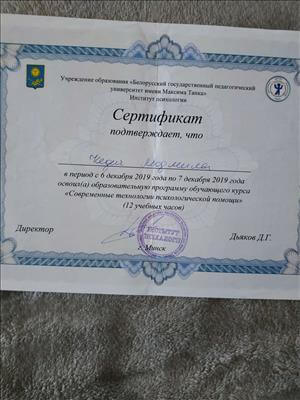 Учреждение образования «Белорусский государственный педагогический
университет имени Максима Танка»
Институт психологии
Сертификат
подтверждает, что
в период с 6 декабря 2019 года по 7 декабря 2019 года
освоил(а) образовательную программу обучающего курса
«Современные технологии психологической помощи»
(12 учебных часов)
Директор
Дьяков Д.Г.
ИНСТИТУТ
ПСИХОЛОГИИ
г. Минск